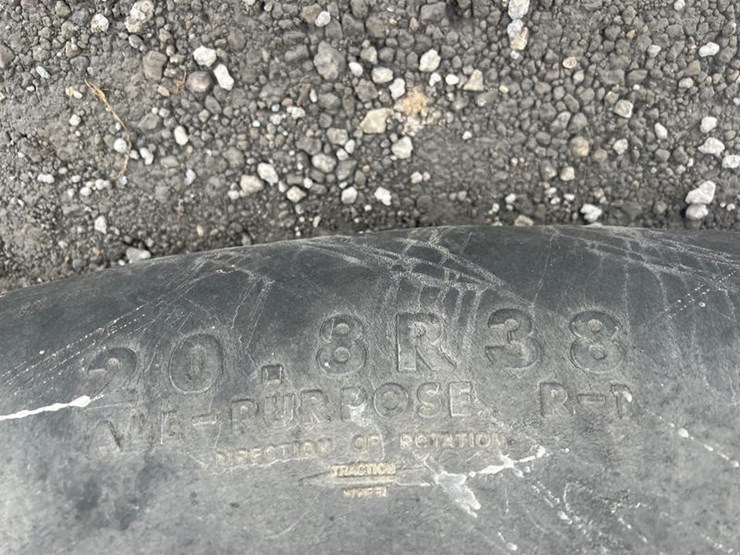 20.8R38
ALL-PURPOSE R-1
DIRECTION OF ROTATION
TRACTION